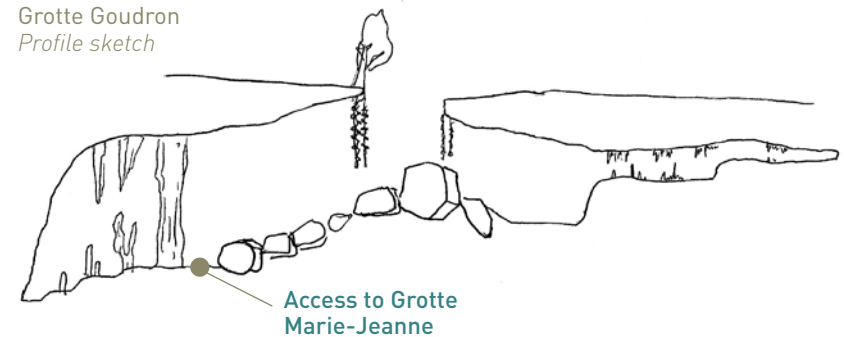 Grotte Goudron
Profile sketch
Access to Grotte
Marie-Jeanne